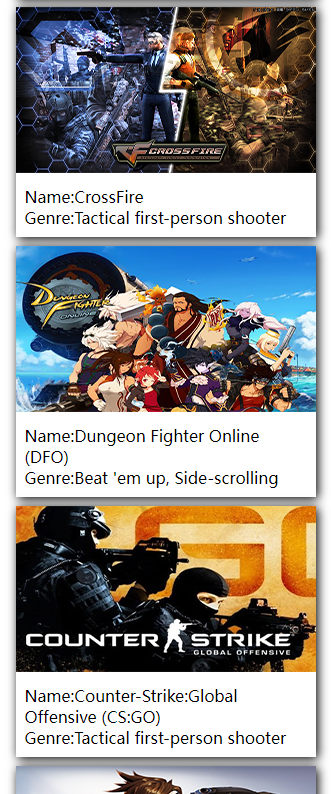 CROSSFIRE
Name:CrossFire
Genre:Tactical first-person shooter
DUNGEON
FIGHTER
ONLINE
Name:Dungeon Fighter Online
(DFO)
Genre:Beat 'em up, Side-scrolling
GO
COUNTER STRIKE
GLOBAL OFFENSIVE
Name:Counter-Strike:Global
Offensive (CS:GO)
Genre:Tactical first-person shooter